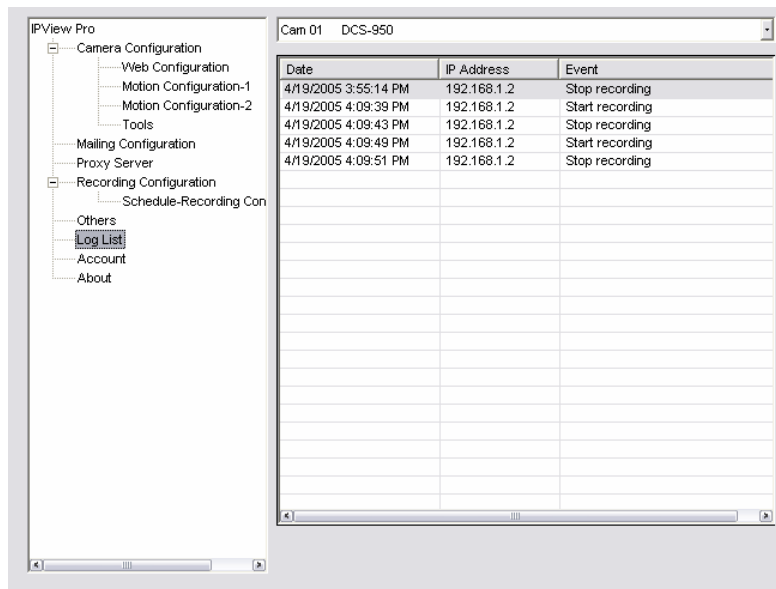 IPView Pro
Camera Configuration
Web Configuration
Motion Configuration-1
Motion Configuration-2
Tools
Mailing Configuration
Proxy Server
Recording Configuration
Schedule-Recording Con
Others
Log List
Account
About
Cam 01 DCS-950
Date IP Address Event
4/19/2005 3:55:14 PM 192.168.1.2 Stop recording
4/19/2005 4:09:39 PM 192.168.1.2 Start recording
4/19/2005 4:09:43 PM 192.168.1.2 Stop recording
4/19/2005 4:09:49 PM 192.168.1.2 Start recording
4/19/2005 4:09:51 PM 192.168.1.2 Stop recording